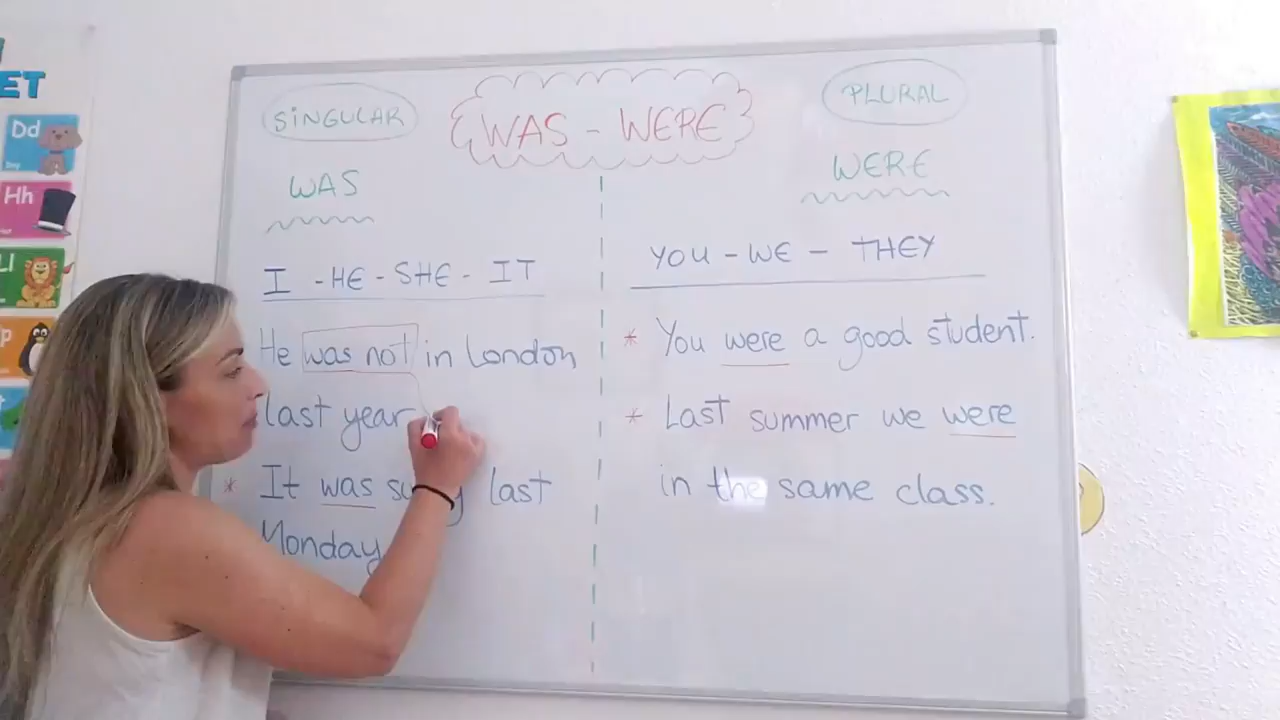 ET
Dd
Hh
SINGULAR
WAS - WERE
PLURAL
WAS
WERE
I - HE - SHE - IT
YOU - WE - THEY
He was not in London
last year
* It was last
Monday
* You were a good student.
* Last summer we were
in the same class.